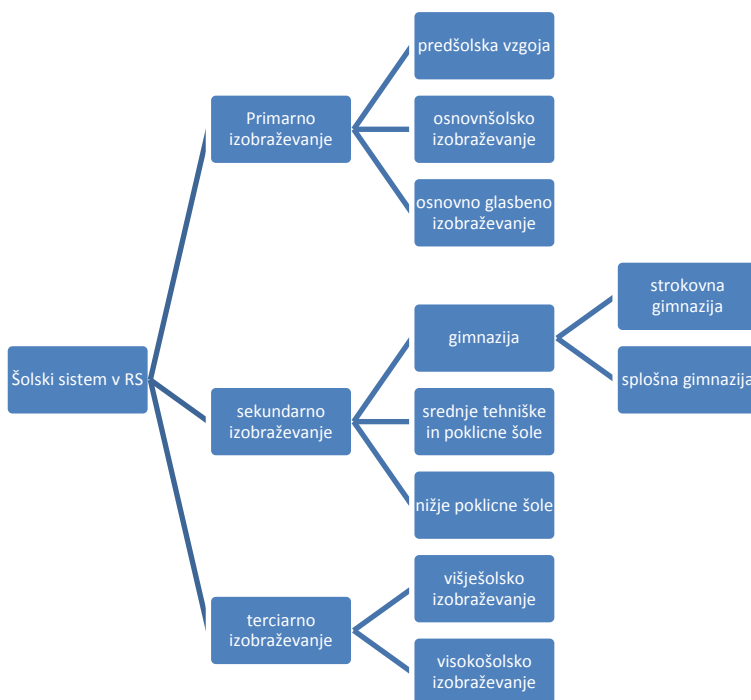 predšolska vzgoja
Primarno
izobraževanje
osnovnšolsko
izobraževanje
osnovno glasbeno
izobraževanje
strokovna
gimnazija
gimnazija
Šolski sistem v RS
splošna gimnazija
sekundarno
izobraževanje
srednje tehniške
in poklicne šole
nižje poklicne šole
višješolsko
izobraževanje
terciarno
izobraževanje
visokošolsko
izobraževanje